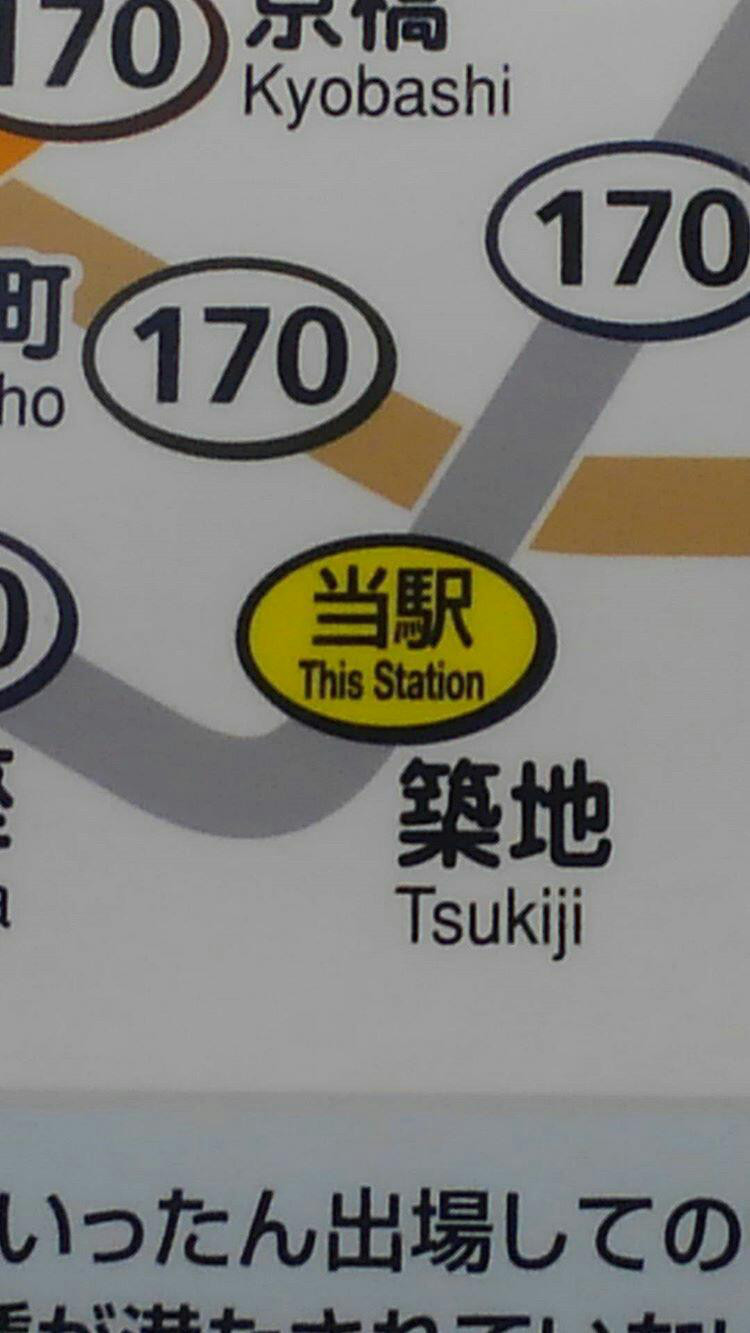 170
京橋
Kyobashi
170
町
ho
170
0
当駅
This Station
築地
Tsukiji
a
いったん出場しての